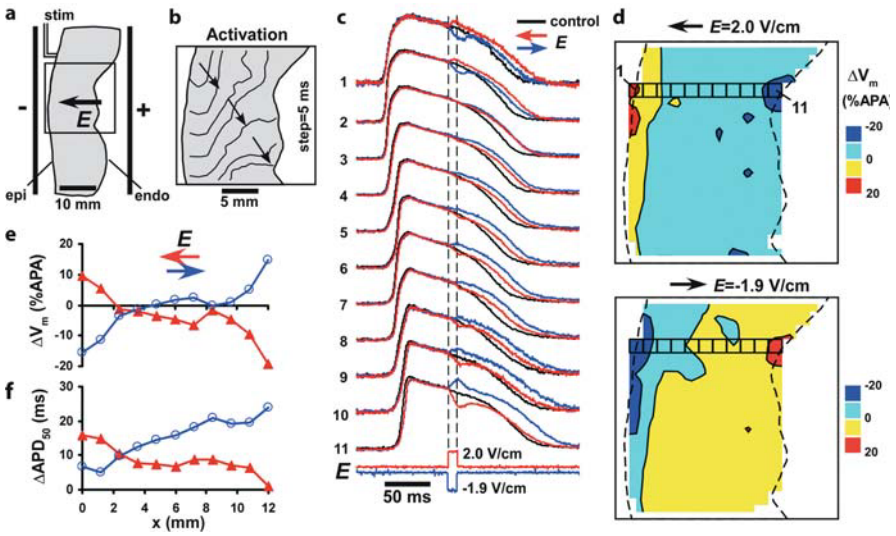 a
stim
-
+
E
epi
10 mm
endo
b
Activation
step=5 ms
5 mm
c
control
E
1
2
3
4
5
6
7
8
9
10
11
E
2.0 V/cm
-1.9 V/cm
50 ms
d
E=2.0 V/cm
1
11
ΔVm
(%APA)
-20
0
20
E=-1.9 V/cm
-20
0
20
e
E
ΔVm (%APA)
20
10
0
-10
-20
f
ΔAPD50 (ms)
30
20
10
0
0 2 4 6 8 10 12
x (mm)